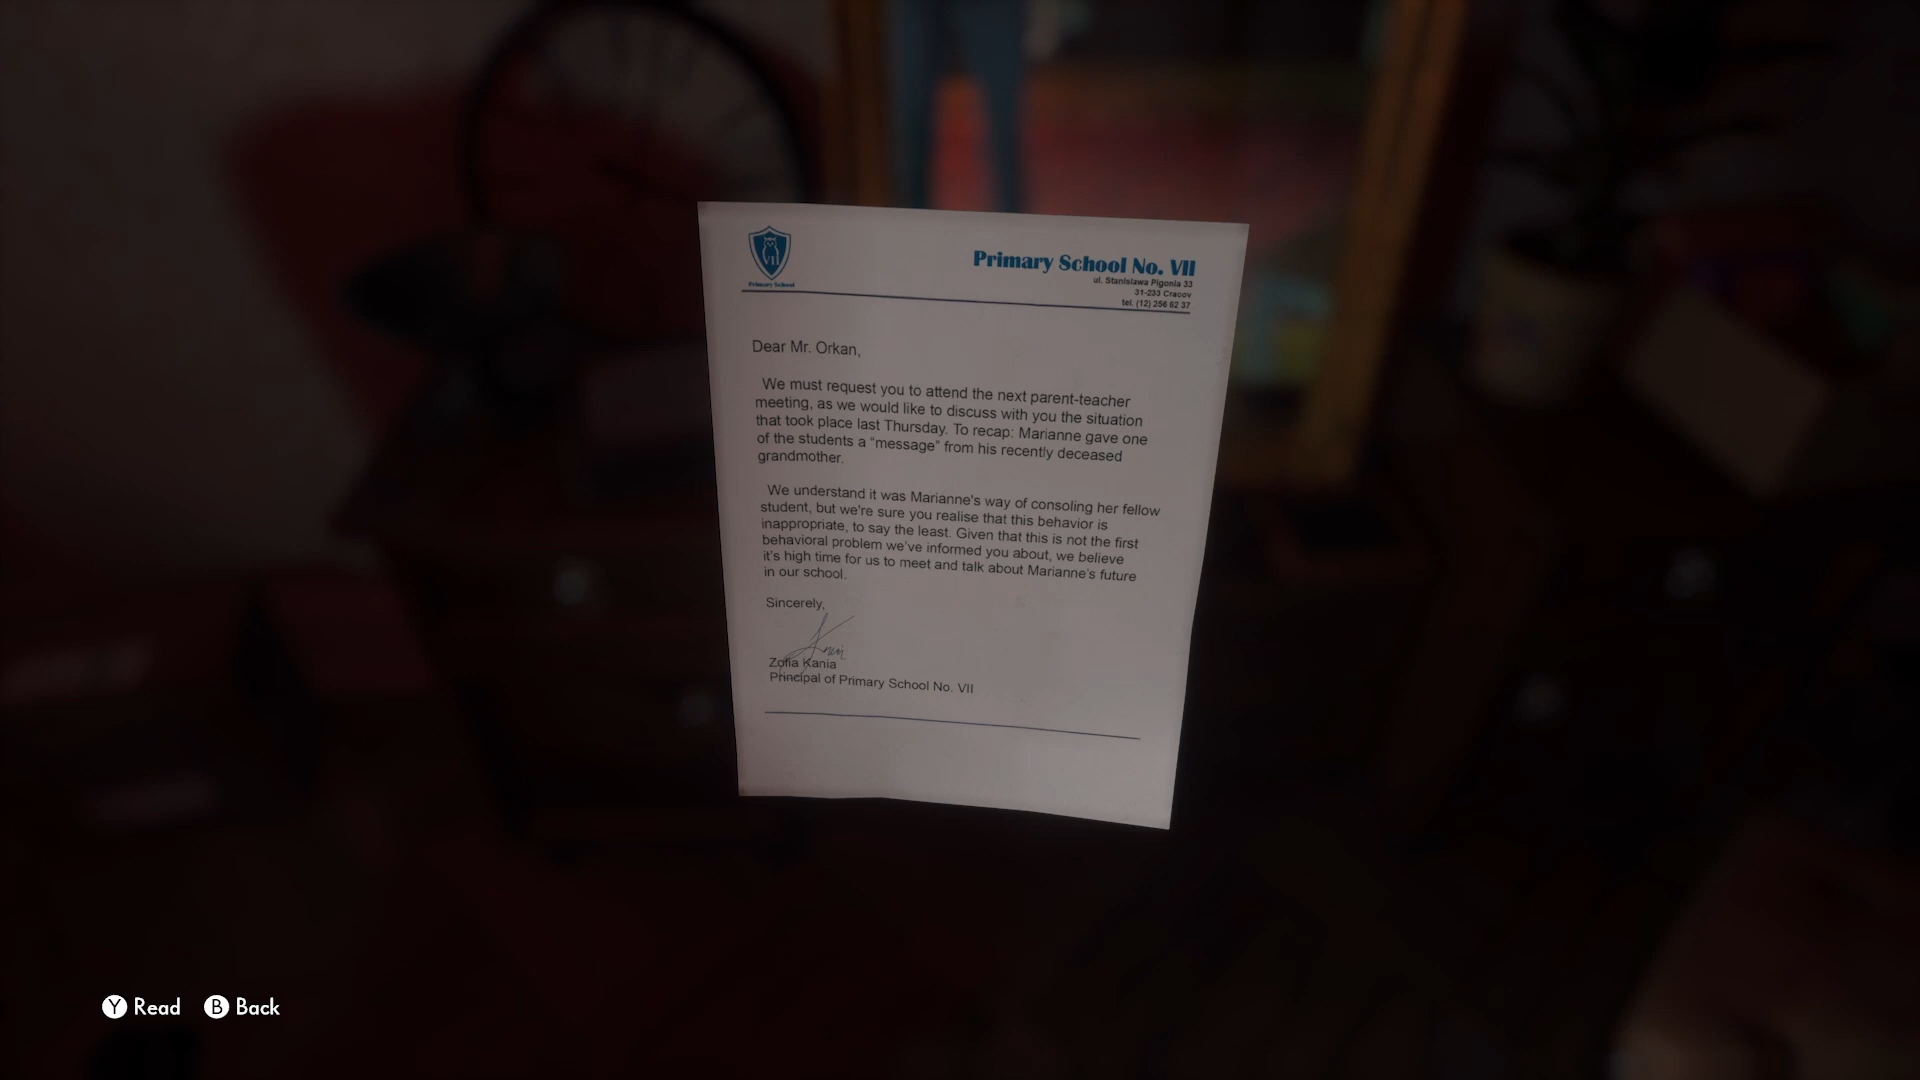 Primary School
Primary School No. VII
ul. Stanislawa Pigonia 33
31-233 Cracov
tel. (12) 256 62 37
Dear Mr. Orkan,
We must request you to attend the next parent-teacher
meeting, as we would like to discuss with you the situation
that took place last Thursday. To recap: Marianne gave one
of the students a “message” from his recently deceased
grandmother.
We understand it was Marianne's way of consoling her fellow
student, but we're sure you realise that this behavior is
inappropriate, to say the least. Given that this is not the first
behavioral problem we've informed you about, we believe
it's high time for us to meet and talk about Marianne's future
in our school.
Sincerely,
Zofia Kania
Principal of Primary School No. VII
Y Read B Back